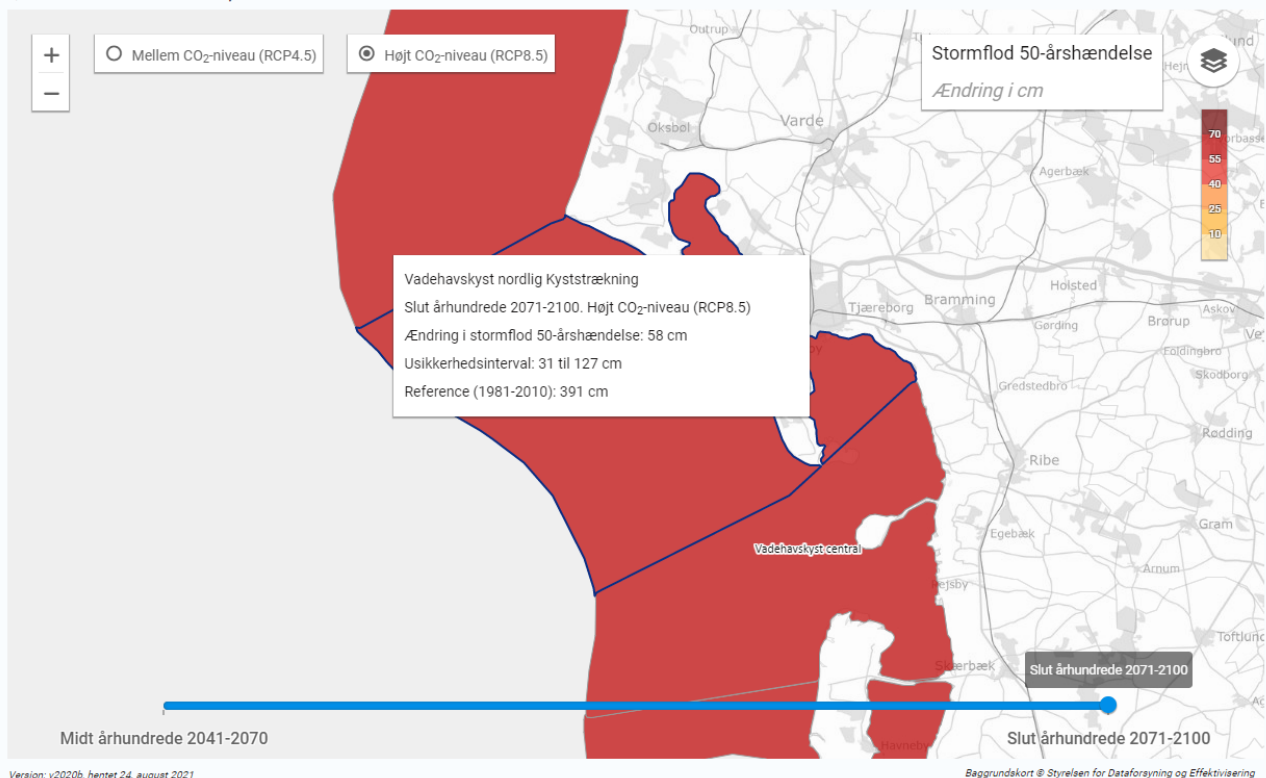 +
−
Mellem CO₂-niveau (RCP4.5)
Højt CO₂-niveau (RCP8.5)
Stormflod 50-årshændelse
Ændring i cm
70
55
40
25
10
Outrup
Varde
Oksbøl
Agerbæk
Vadehavskyst nordlig Kyststrækning
Slut århundrede 2071-2100. Højt CO₂-niveau (RCP8.5)
Ændring i stormflod 50-årshændelse: 58 cm
Usikkerhedsinterval: 31 til 127 cm
Reference (1981-2010): 391 cm
Tjæreborg
Bramming
Holsted
Gørding
Brørup
Askov
Foldingbro
Skodborg
Gredstedbro
Rødding
Ribe
Gram
Egebæk
Vadehavskyst central
Arnum
Rejsby
Toftlund
Skærbæk
Slut århundrede 2071-2100
Midt århundrede 2041-2070
Slut århundrede 2071-2100
Havneby
Version: v2020b, hentet 24. august 2021
Baggrundskort © Styrelsen for Dataforsyning og Effektivisering